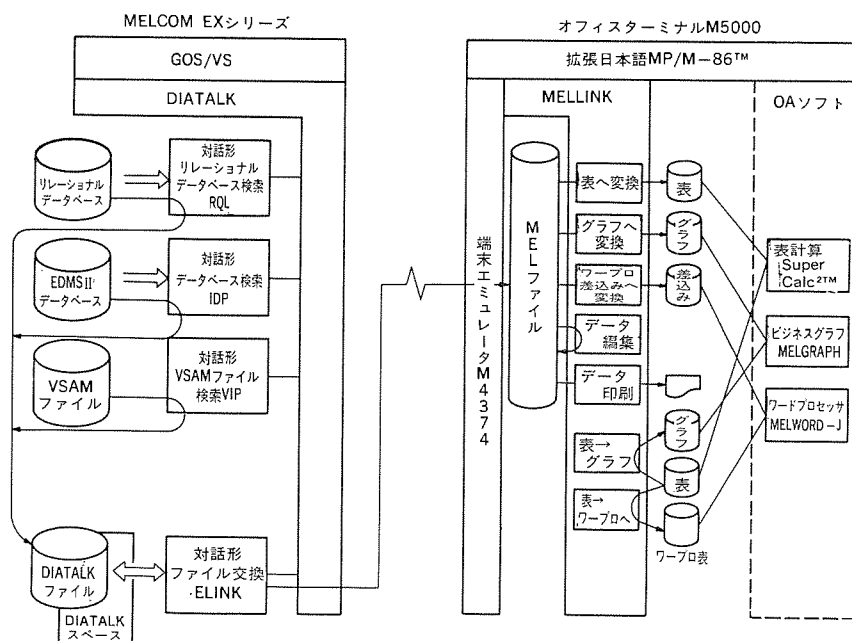 MELCOM EXシリーズ
GOS/VS
DIATALK
リレーショナル
データベース
対話形
リレーショナル
データベース検索
RQL
EDMSⅡ
データベース
対話形
データベース検索
IDP
VSAM
ファイル
対話形
VSAMファイル
検索VIP
DIATALK
ファイル
DIATALK
スペース
対話形
ファイル交換
・ELINK
オフィスターミナルM5000
拡張日本語MP/M-86™
MELLINK
OAソフト
端末エミュレータM4374
MELファイル
表へ変換
グラフへ
変換
ワープロ
差込みへ
変換
データ
編集
データ
印刷
表→
グラフ
表→
ワープロへ
表
グラフ
差込み
グラフ
表
ワープロ表
表計算
Super
Calc²™
ビジネスグラフ
MELGRAPH
ワードプロセッサ
MELWORD-J